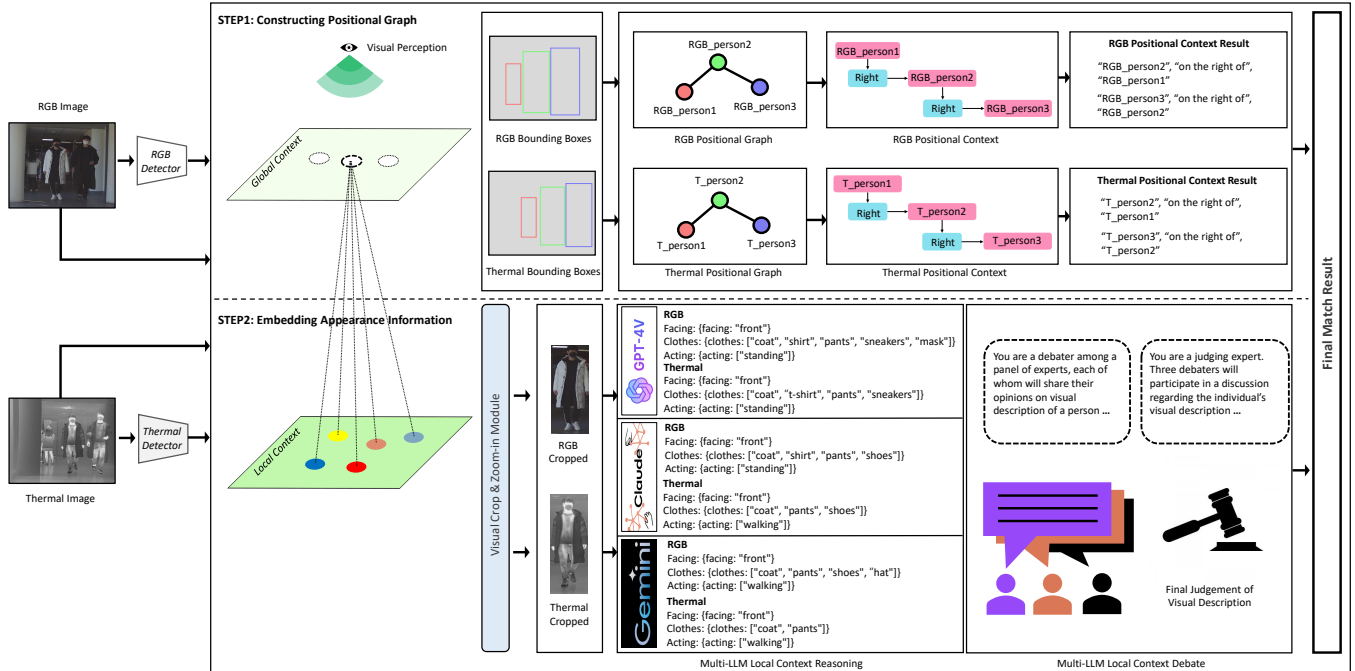 STEP1: Constructing Positional Graph
Visual Perception
RGB Image
RGB
Detector
Global Context
RGB Bounding Boxes
Thermal Bounding Boxes
RGB_person2
RGB_person1
RGB_person3
RGB Positional Graph
T_person2
T_person1
T_person3
Thermal Positional Graph
RGB_person1
Right
RGB_person2
Right
RGB_person3
RGB Positional Context
T_person1
Right
T_person2
Right
T_person3
Thermal Positional Context
RGB Positional Context Result
“RGB_person2”, “on the right of”,
“RGB_person1”
“RGB_person3”, “on the right of”,
“RGB_person2”
Thermal Positional Context Result
“T_person2”, “on the right of”,
“T_person1”
“T_person3”, “on the right of”,
“T_person2”
Final Match Result
STEP2: Embedding Appearance Information
Thermal Image
Thermal
Detector
Local Context
Visual Crop & Zoom-in Module
RGB
Cropped
Thermal
Cropped
GPT-4V
RGB
Facing: {facing: "front"}
Clothes: {clothes: ["coat", "shirt", "pants", "sneakers", "mask"]}
Acting: {acting: ["standing"]}
Thermal
Facing: {facing: "front"}
Clothes: {clothes: ["coat", "t-shirt", "pants", "sneakers"]}
Acting: {acting: ["standing"]}
Claude
RGB
Facing: {facing: "front"}
Clothes: {clothes: ["coat", "shirt", "pants", "shoes"]}
Acting: {acting: ["standing"]}
Thermal
Facing: {facing: "front"}
Clothes: {clothes: ["coat", "pants", "shoes"]}
Acting: {acting: ["walking"]}
Gemini
RGB
Facing: {facing: "front"}
Clothes: {clothes: ["coat", "pants", "shoes", "hat"]}
Acting: {acting: ["walking"]}
Thermal
Facing: {facing: "front"}
Clothes: {clothes: ["coat", "pants"]}
Acting: {acting: ["walking"]}
Multi-LLM Local Context Reasoning
You are a debater among a
panel of experts, each of
whom will share their
opinions on visual
description of a person ...
You are a judging expert.
Three debaters will
participate in a discussion
regarding the individual’s
visual description ...
Final Judgement of
Visual Description
Multi-LLM Local Context Debate